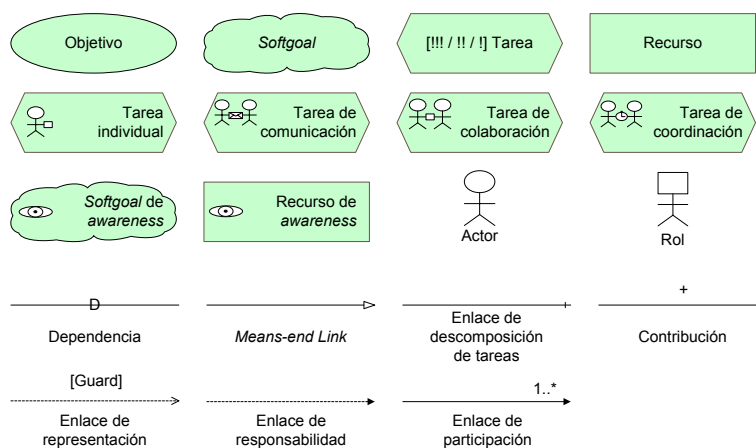 Objetivo
Softgoal
[!!! / !! / !] Tarea
Recurso
Tarea
individual
Tarea de
comunicación
Tarea de
colaboración
Tarea de
coordinación
Softgoal de
awareness
Recurso de
awareness
Actor
Rol
D
Dependencia
Means-end Link
Enlace de
descomposición
de tareas
+
Contribución
[Guard]
Enlace de
representación
Enlace de
responsabilidad
1..*
Enlace de
participación